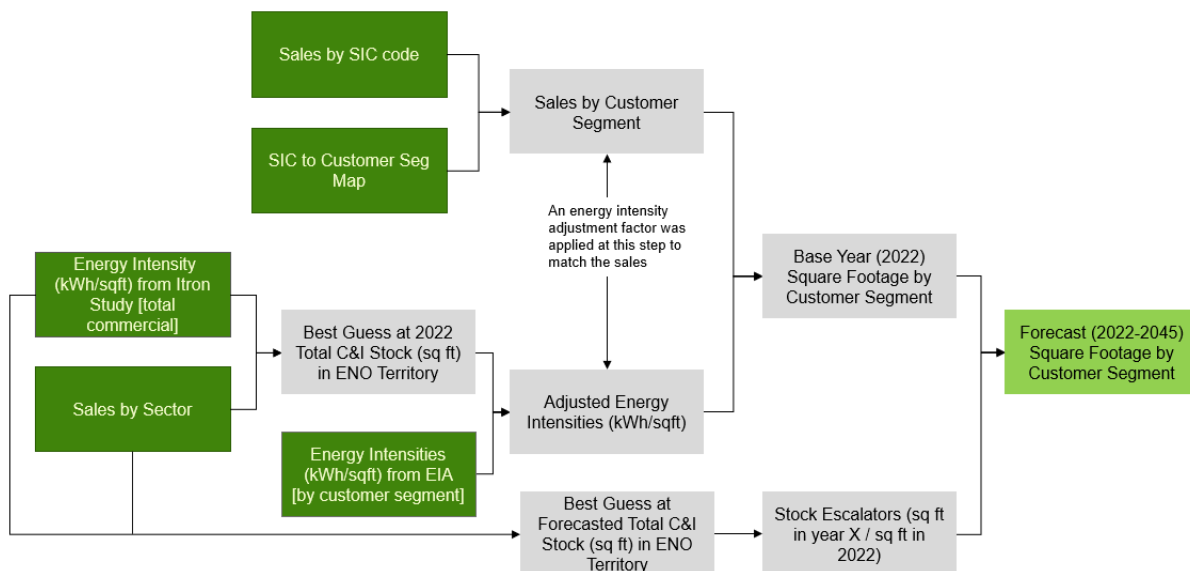 Sales by SIC code
SIC to Customer Seg
Map
Sales by Customer
Segment
An energy intensity
adjustment factor was
applied at this step to
match the sales
Energy Intensity
(kWh/sqft) from Itron
Study [total
commercial]
Sales by Sector
Best Guess at 2022
Total C&I Stock (sq ft)
in ENO Territory
Energy Intensities
(kWh/sqft) from EIA
[by customer segment]
Adjusted Energy
Intensities (kWh/sqft)
Base Year (2022)
Square Footage by
Customer Segment
Best Guess at
Forecasted Total C&I
Stock (sq ft) in ENO
Territory
Stock Escalators (sq ft
in year X / sq ft in
2022)
Forecast (2022-2045)
Square Footage by
Customer Segment